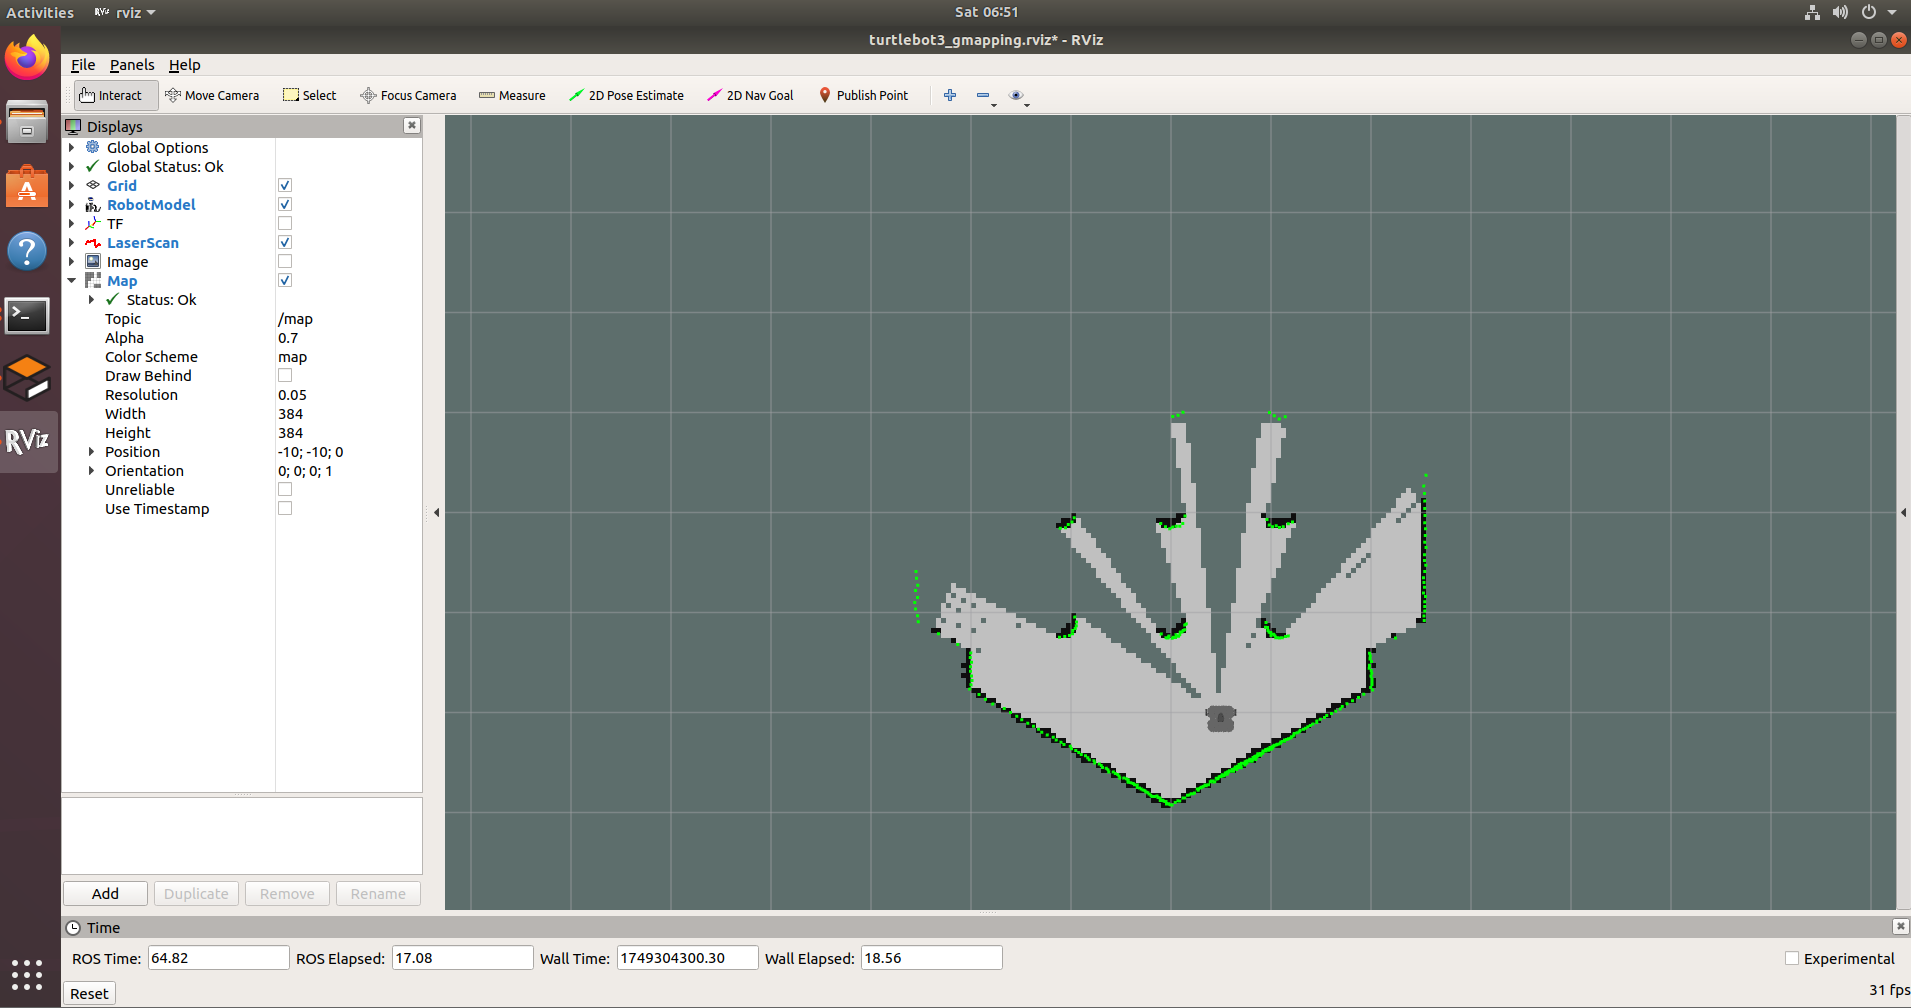 Activities RViz rviz Sat 06:51
turtlebot3_gmapping.rviz* - RViz
File Panels Help
Interact Move Camera Select Focus Camera Measure 2D Pose Estimate 2D Nav Goal Publish Point
Displays
Global Options
Global Status: Ok
Grid
RobotModel
TF
LaserScan
Image
Map
Status: Ok
Topic /map
Alpha 0.7
Color Scheme map
Draw Behind
Resolution 0.05
Width 384
Height 384
Position -10; -10; 0
Orientation 0; 0; 0; 1
Unreliable
Use Timestamp
RViz
Add Duplicate Remove Rename
Time
ROS Time: 64.82 ROS Elapsed: 17.08 Wall Time: 1749304300.30 Wall Elapsed: 18.56 Experimental
Reset 31 fps